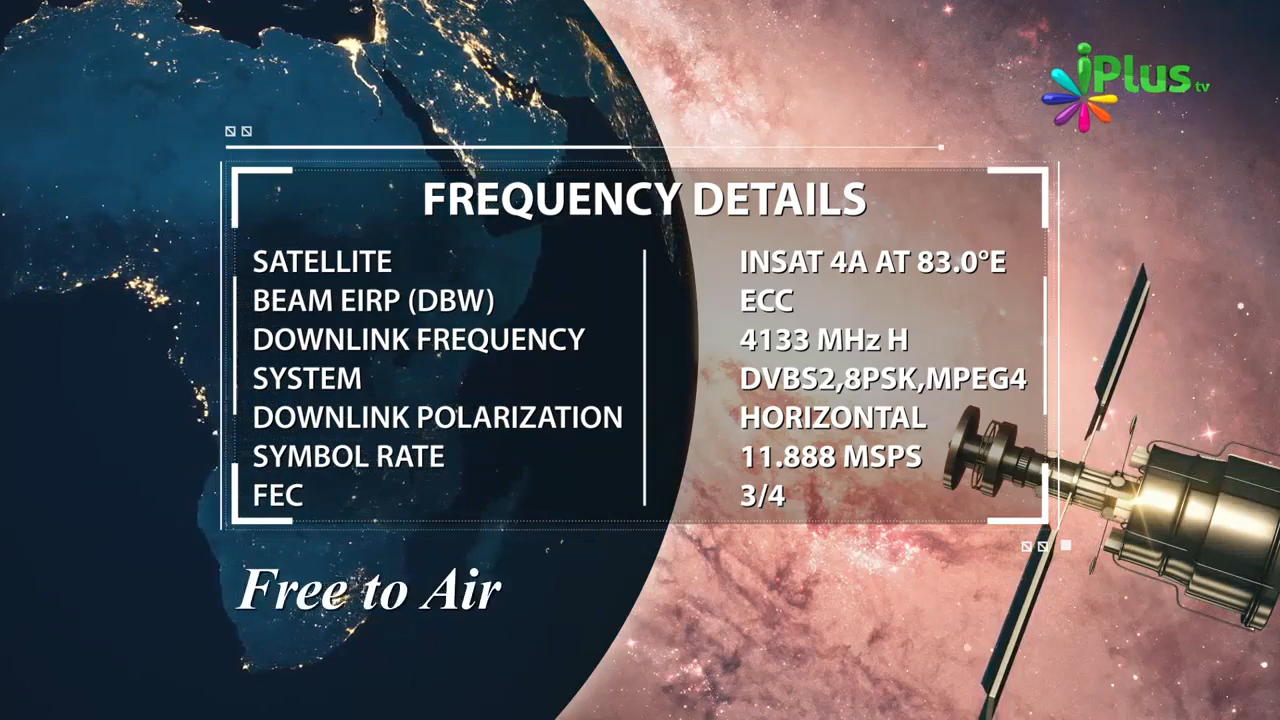 iPlus tv
FREQUENCY DETAILS
SATELLITE INSAT 4A AT 83.0°E
BEAM EIRP (DBW) ECC
DOWNLINK FREQUENCY 4133 MHz H
SYSTEM DVBS2,8PSK,MPEG4
DOWNLINK POLARIZATION HORIZONTAL
SYMBOL RATE 11.888 MSPS
FEC 3/4
Free to Air